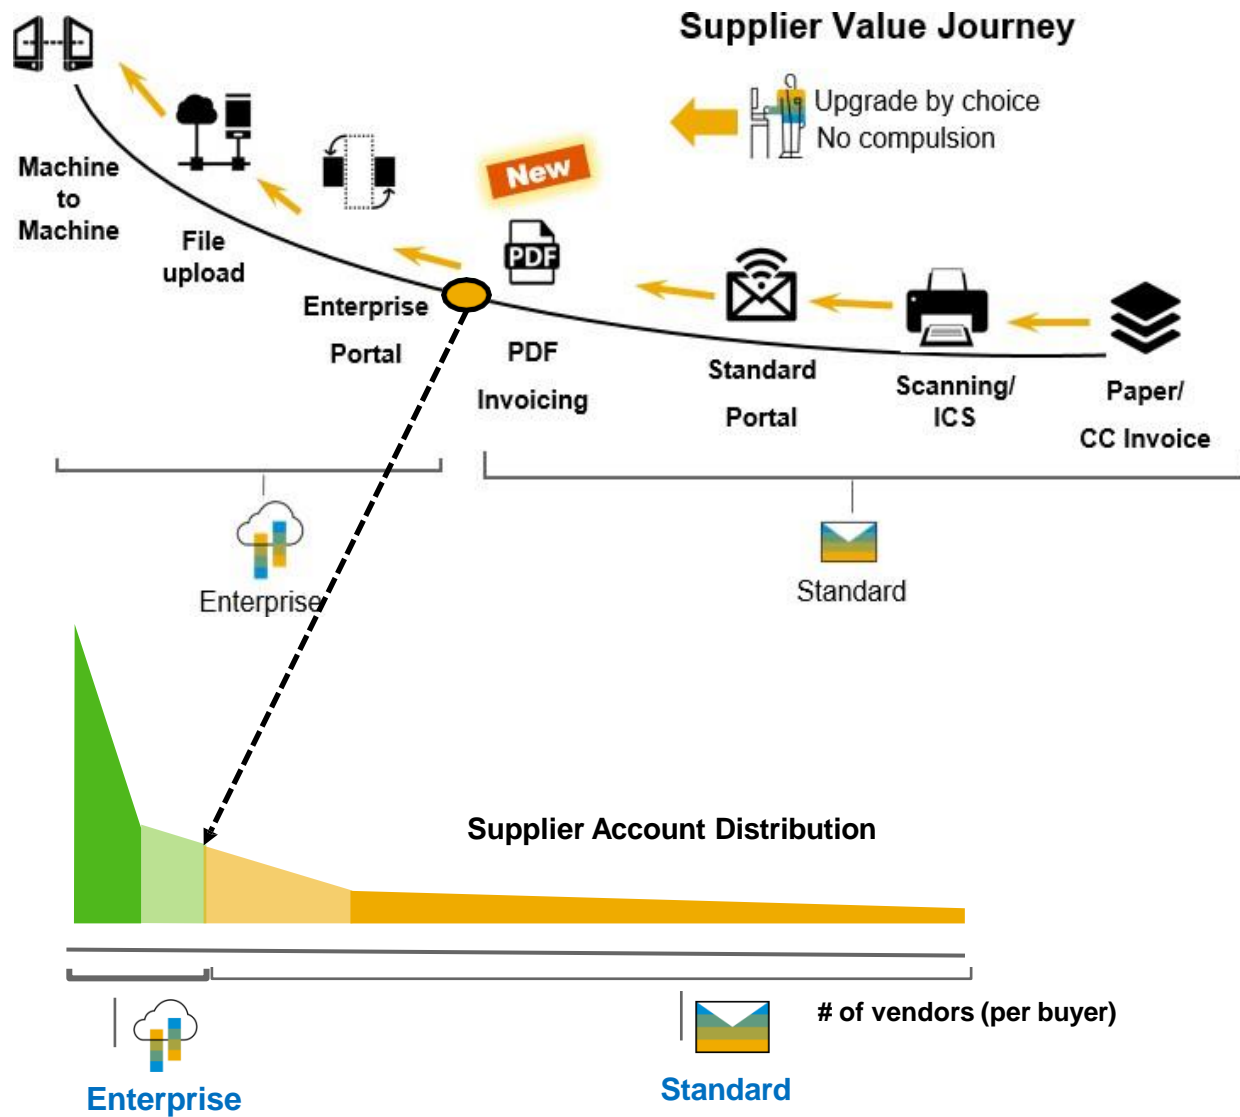 Supplier Value Journey
Upgrade by choice
No compulsion
New
PDF
Machine
to
Machine
File
upload
Enterprise
Portal
PDF
Invoicing
Standard
Portal
Scanning/
ICS
Paper/
CC Invoice
Enterprise
Standard
Supplier Account Distribution
# of vendors (per buyer)
Enterprise
Standard